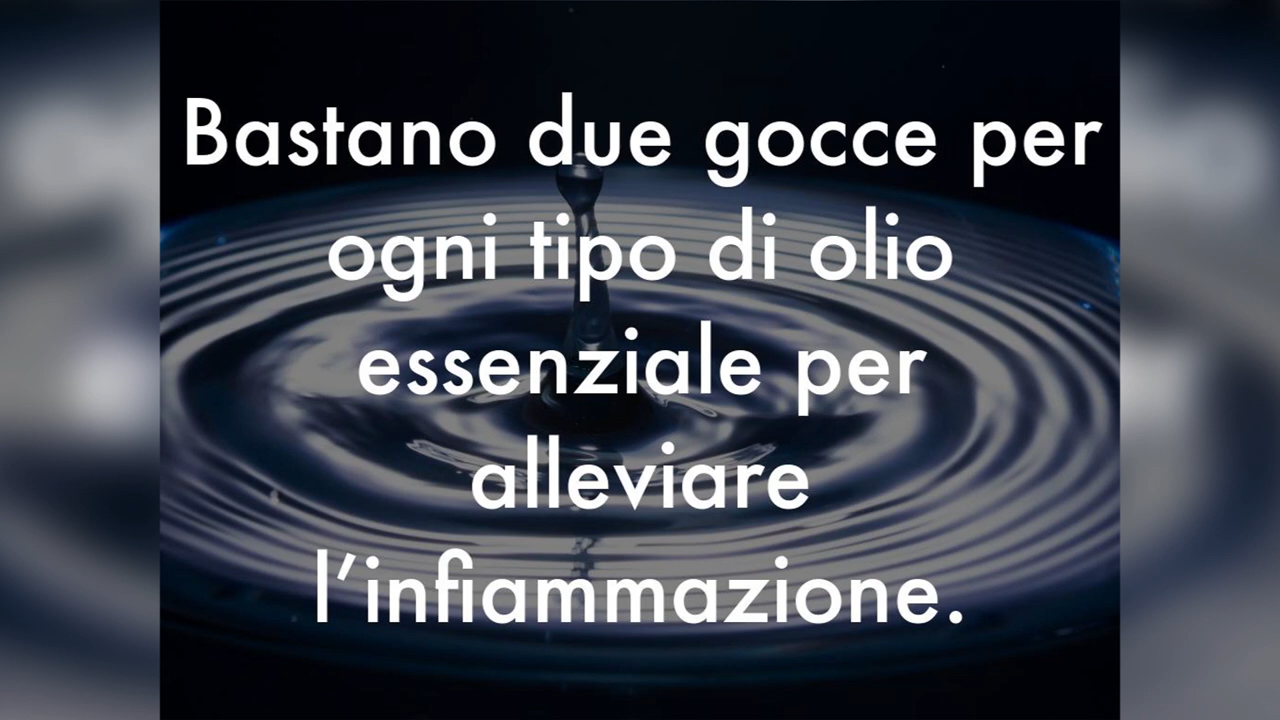 Bastano due gocce per
ogni tipo di olio
essenziale per
alleviare
l’infiammazione.